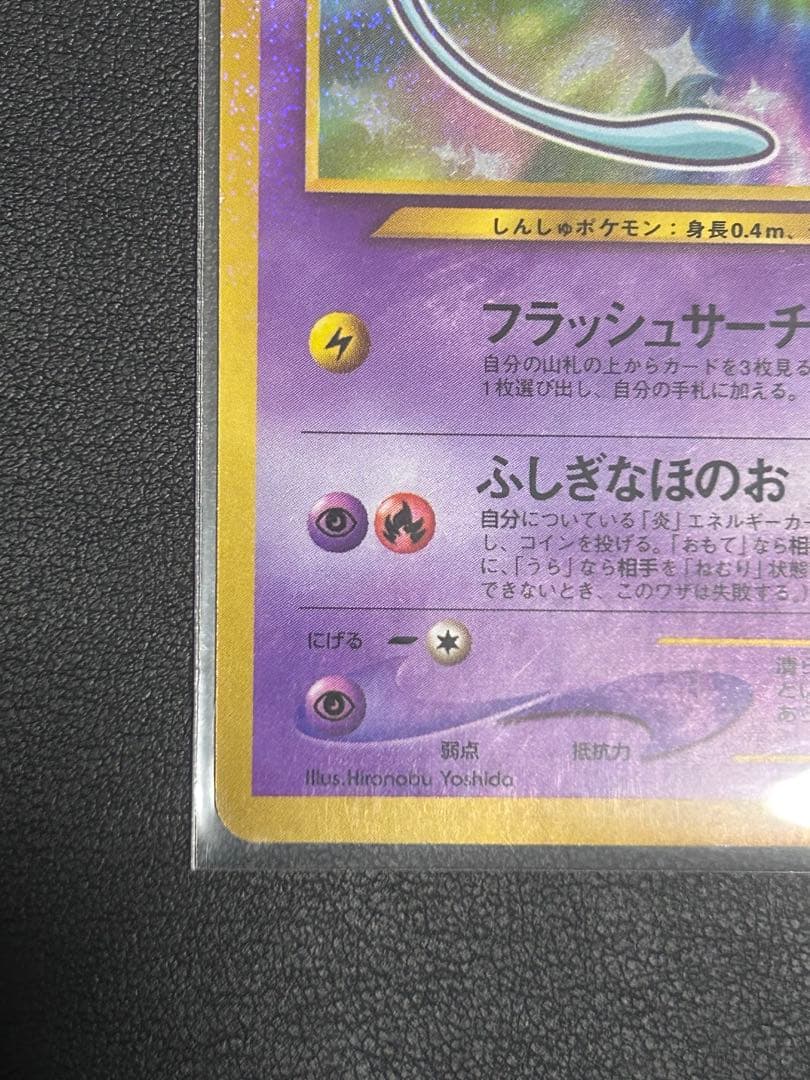 しんしゅポケモン：身長0.4m、
フラッシュサーチ
自分の山札の上からカードを3枚見る
1枚選び出し、自分の手札に加える。
ふしぎなほのお
自分についている「炎」エネルギーカ
し、コインを投げる。「おもて」なら相
に、「うら」なら相手を「ねむり」状態
できないとき、このワザは失敗する。
にげる
弱点 抵抗力
Illus.Hironobu Yoshida
と
あ